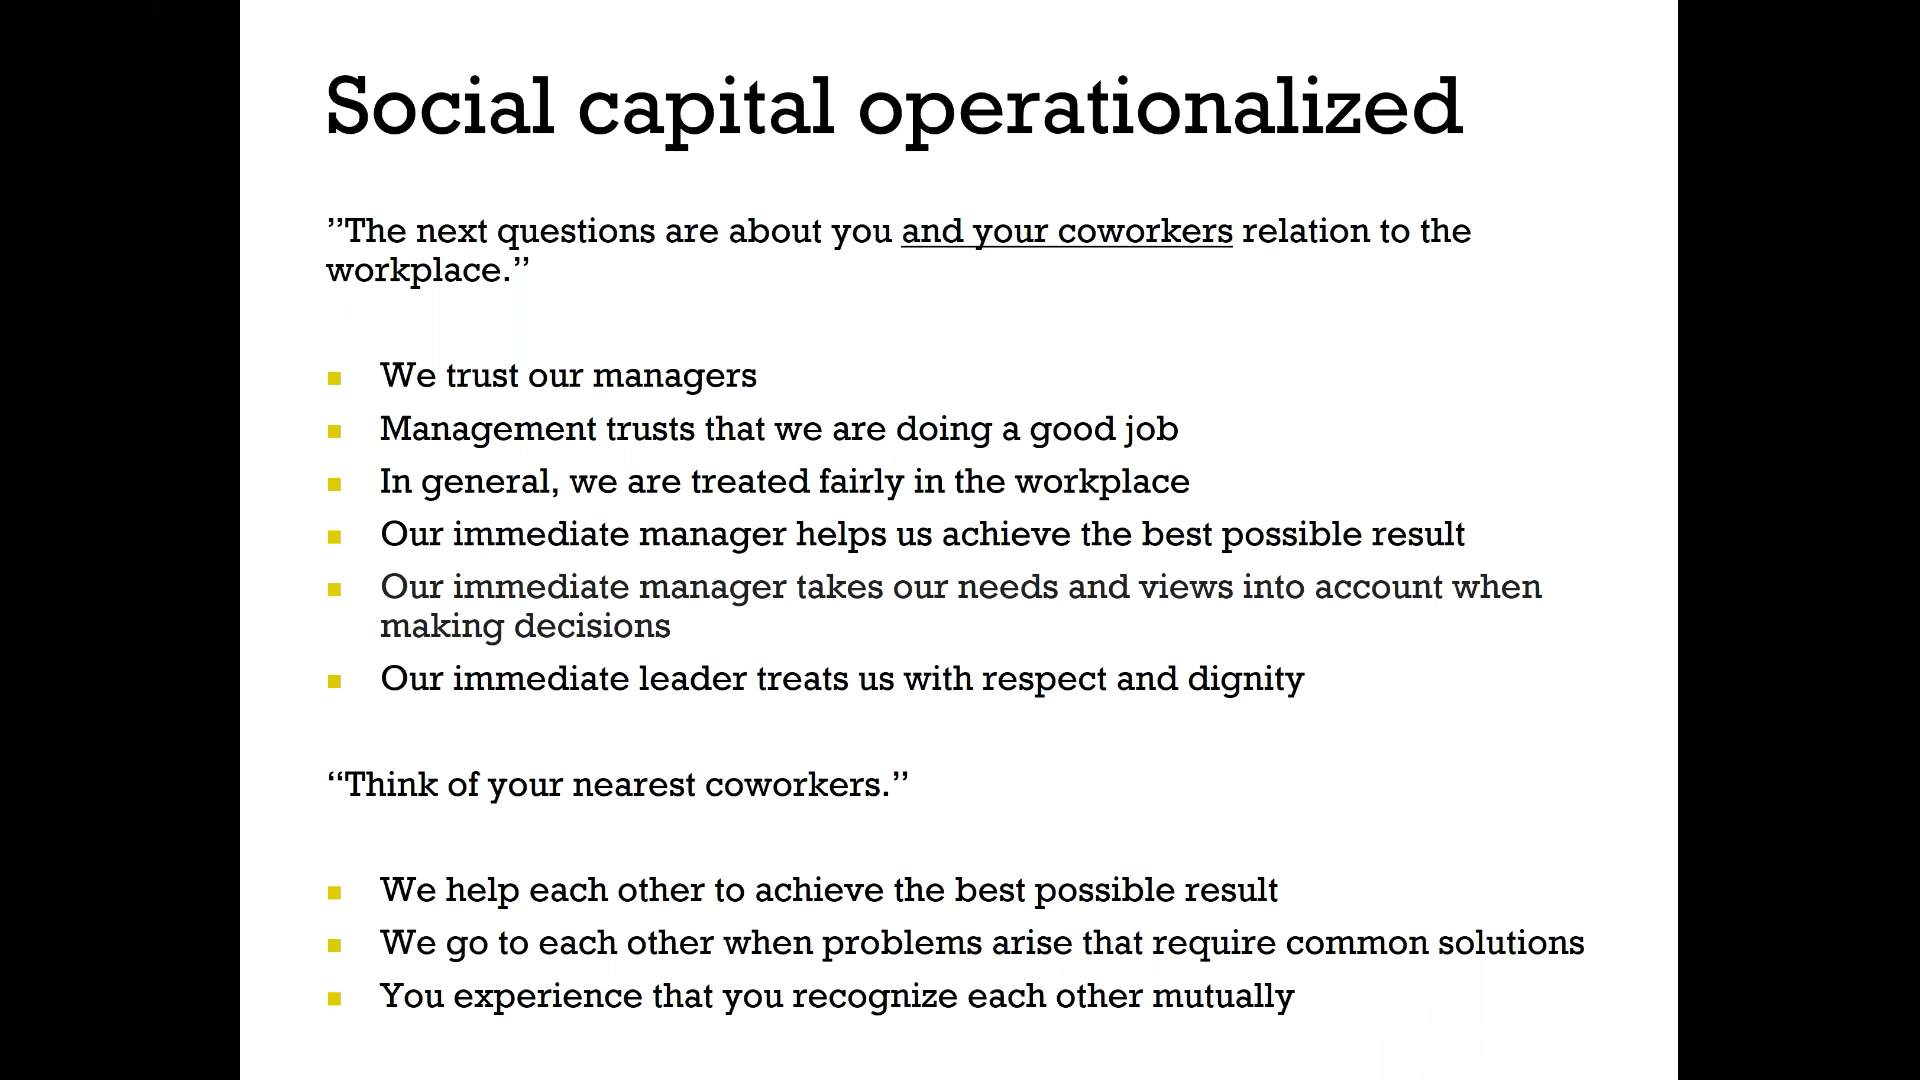 Social capital operationalized
”The next questions are about you and your coworkers relation to the
workplace.”
We trust our managers
Management trusts that we are doing a good job
In general, we are treated fairly in the workplace
Our immediate manager helps us achieve the best possible result
Our immediate manager takes our needs and views into account when
making decisions
Our immediate leader treats us with respect and dignity
“Think of your nearest coworkers.”
We help each other to achieve the best possible result
We go to each other when problems arise that require common solutions
You experience that you recognize each other mutually